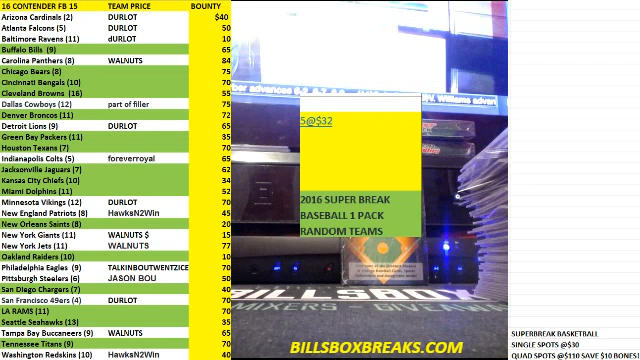 16 CONTENDER FB 15 TEAM PRICE BOUNTY
Arizona Cardinals (2) DURLOT $40
Atlanta Falcons (5) DURLOT 50
Baltimore Ravens (11) dURLOT 10
Buffalo Bills (9) 65
Carolina Panthers (8) WALNUTS 84
Chicago Bears (8) 75
Cincinnati Bengals (10) 70
Cleveland Browns (16) 55
Dallas Cowboys (12) part of filler 75
Denver Broncos (11) 72
Detroit Lions (9) DURLOT 65
Green Bay Packers (11) 35
Houston Texans (7) 70
Indianapolis Colts (5) foreverroyal 65
Jacksonville Jaguars (7) 62
Kansas City Chiefs (10) 34
Miami Dolphins (11) 52
Minnesota Vikings (12) DURLOT 70
New England Patriots (8) HawksN2Win 45
New Orleans Saints (8) 20
New York Giants (11) WALNUTS $ 15
New York Jets (11) WALNUTS 77
Oakland Raiders (10) 10
Philadelphia Eagles (9) TALKINBOUTWENTZICE 70
Pittsburgh Steelers (6) JASON BOU 50
San Diego Chargers (7) 40
San Francisco 49ers (4) DURLOT 70
LA RAMS (11) 70
Seattle Seahawks (13) 35
Tampa Bay Buccaneers (9) WALNUTS 65
Tennessee Titans (9) 70
Washington Redskins (10) HawksN2Win 40
5@$32
2016 SUPER BREAK
BASEBALL 1 PACK
RANDOM TEAMS
BILLSBOXBREAKS.COM
SUPERBREAK BASKETBALL
SINGLE SPOTS @$30
QUAD SPOTS @$110 SAVE $10 BONES!